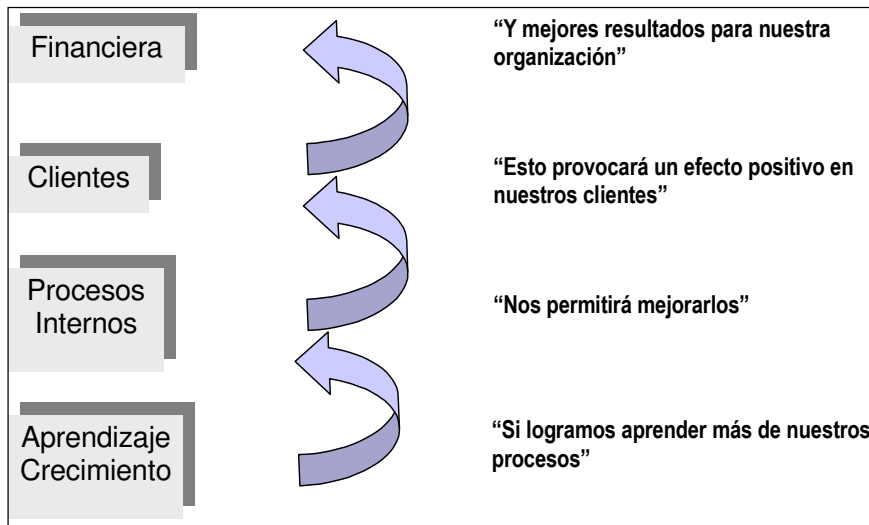 Financiera
“Y mejores resultados para nuestra
organización”
Clientes
“Esto provocará un efecto positivo en
nuestros clientes”
Procesos
Internos
“Nos permitirá mejorarlos”
Aprendizaje
Crecimiento
“Si logramos aprender más de nuestros
procesos”